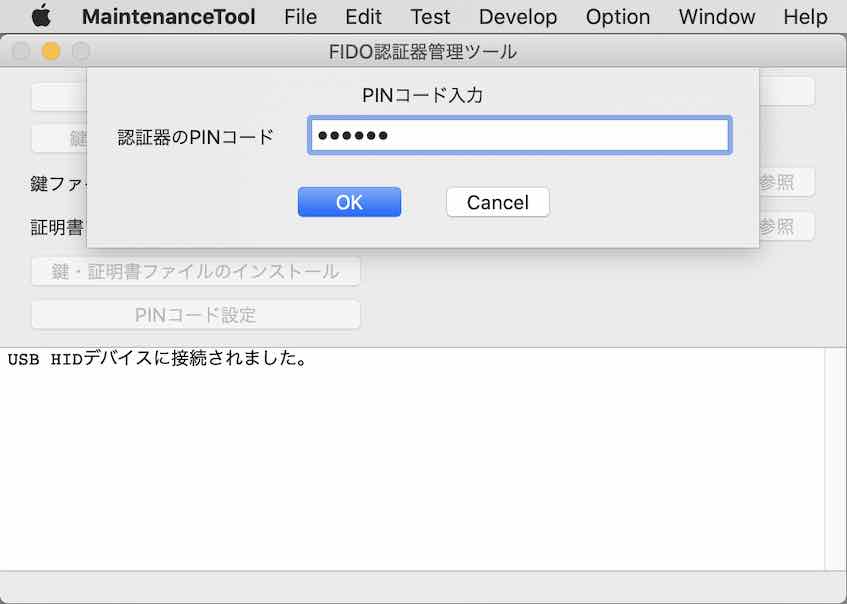 MaintenanceTool File Edit Test Develop Option Window Help
FIDO認証器管理ツール
PINコード入力
認証器のPINコード ●●●●●●
OK Cancel
鍵
鍵ファイ
参照
証明書
参照
鍵・証明書ファイルのインストール
PINコード設定
USB HIDデバイスに接続されました。